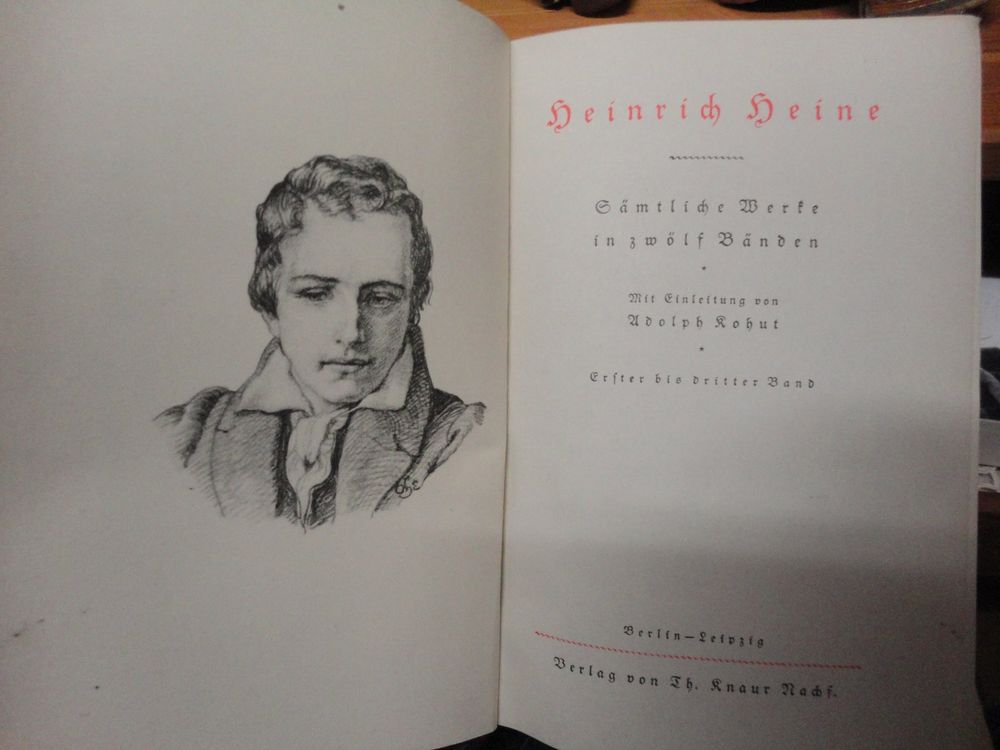 Heinrich Heine
Sämtliche Werke
in zwölf Bänden
Mit Einleitung von
Adolph Kohut
Erster bis dritter Band
Berlin—Leipzig
Verlag von Th. Knaur Nachf.